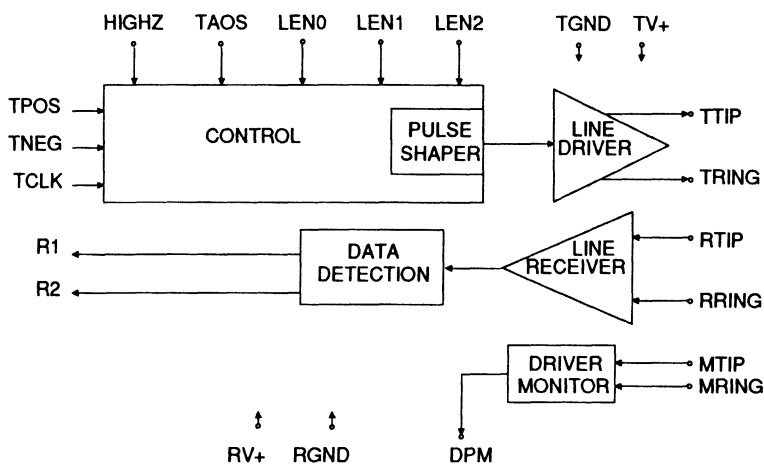 HIGHZ TAOS LEN0 LEN1 LEN2 TGND TV+
TPOS
TNEG
TCLK
CONTROL
PULSE
SHAPER
LINE
DRIVER
TTIP
TRING
R1
R2
DATA
DETECTION
LINE
RECEIVER
RTIP
RRING
DRIVER
MONITOR
MTIP
MRING
RV+ RGND DPM